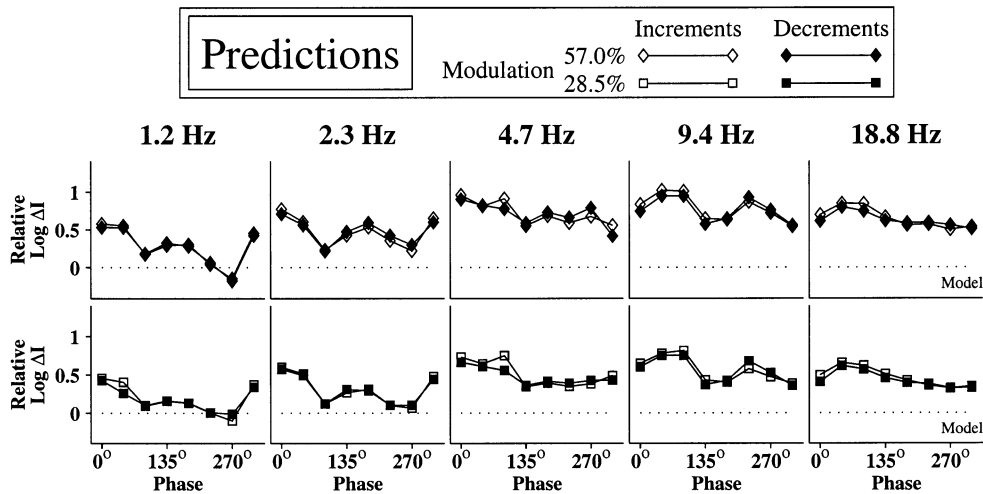 Predictions
Increments Decrements
Modulation
57.0%
28.5%
1.2 Hz 2.3 Hz 4.7 Hz 9.4 Hz 18.8 Hz
Relative
Log ΔI
1
0.5
0
Model
Relative
Log ΔI
1
0.5
0
Model
0° 135° 270° 0° 135° 270° 0° 135° 270° 0° 135° 270° 0° 135° 270°
Phase Phase Phase Phase Phase